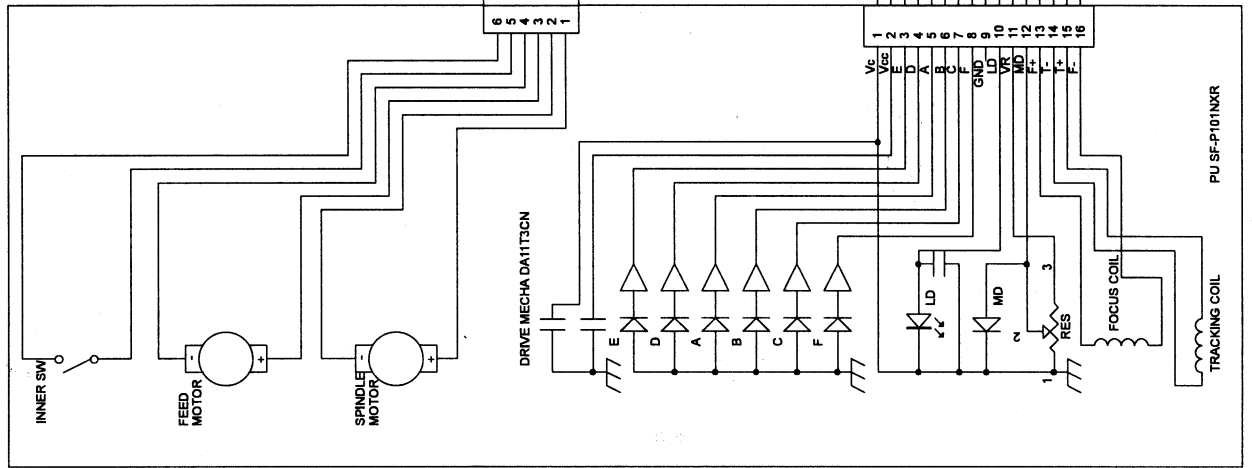 6
5
4
3
2
1
1
2
3
4
5
6
7
8
9
10
11
12
13
14
15
16
Vc
Vcc
E
D
A
B
C
F
GND
LD
VR
MD
F+
T-
T+
F-
PU SF-P101NXR
DRIVE MECHA DA11T3CN
E
D
A
B
C
F
LD
MD
2
3
RES
1
FOCUS COIL
TRACKING COIL
INNER SW
-
+
FEED
MOTOR
-
+
SPINDLE
MOTOR